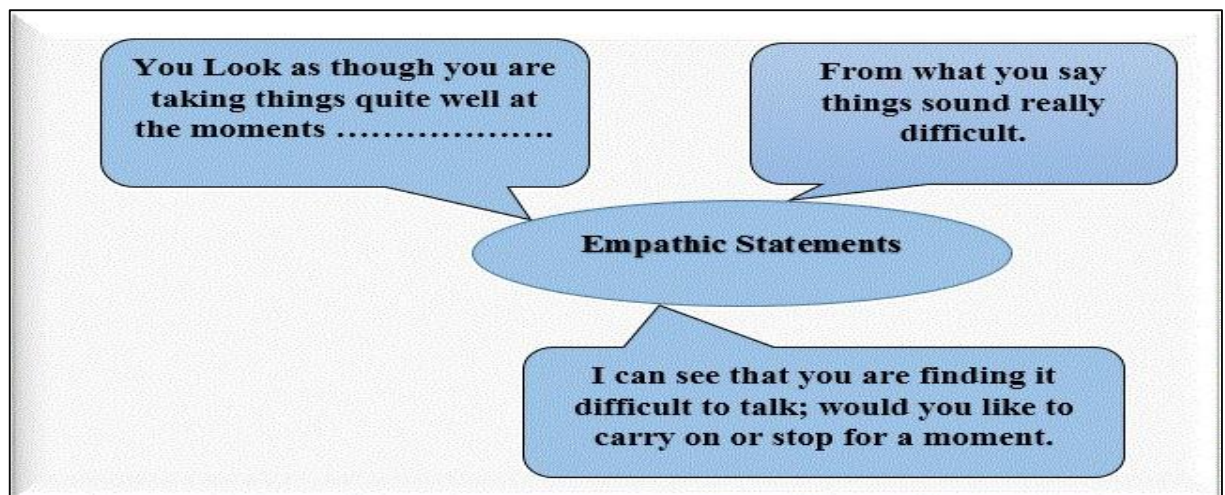 You Look as though you are
taking things quite well at
the moments ………………….
From what you say
things sound really
difficult.
Empathic Statements
I can see that you are finding it
difficult to talk; would you like to
carry on or stop for a moment.